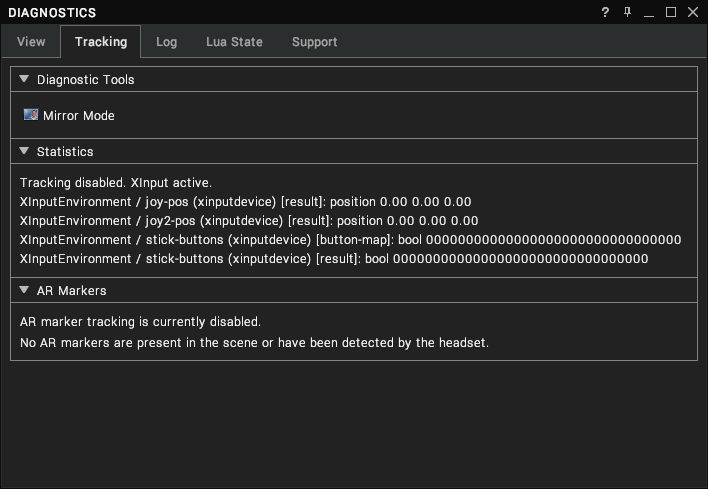 DIAGNOSTICS
View Tracking Log Lua State Support
Diagnostic Tools
Mirror Mode
Statistics
Tracking disabled. XInput active.
XInputEnvironment / joy-pos (xinputdevice) [result]: position 0.00 0.00 0.00
XInputEnvironment / joy2-pos (xinputdevice) [result]: position 0.00 0.00 0.00
XInputEnvironment / stick-buttons (xinputdevice) [button-map]: bool 00000000000000000000000000000000
XInputEnvironment / stick-buttons (xinputdevice) [result]: bool 00000000000000000000000000000000
AR Markers
AR marker tracking is currently disabled.
No AR markers are present in the scene or have been detected by the headset.